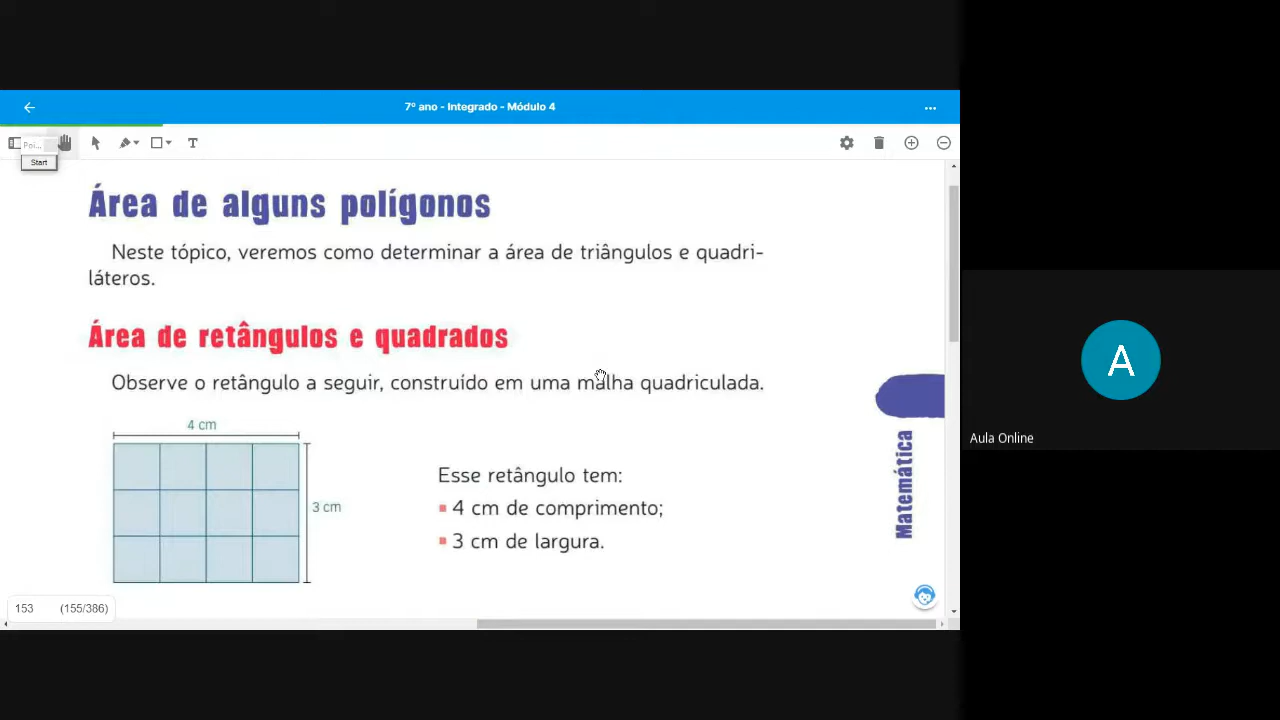 7º ano - Integrado - Módulo 4
Poi...
Start
T
Área de alguns polígonos
Neste tópico, veremos como determinar a área de triângulos e quadri-
láteros.
Área de retângulos e quadrados
Observe o retângulo a seguir, construído em uma malha quadriculada.
4 cm
3 cm
Esse retângulo tem:
4 cm de comprimento;
3 cm de largura.
Matemática
153 (155/386)
A
Aula Online